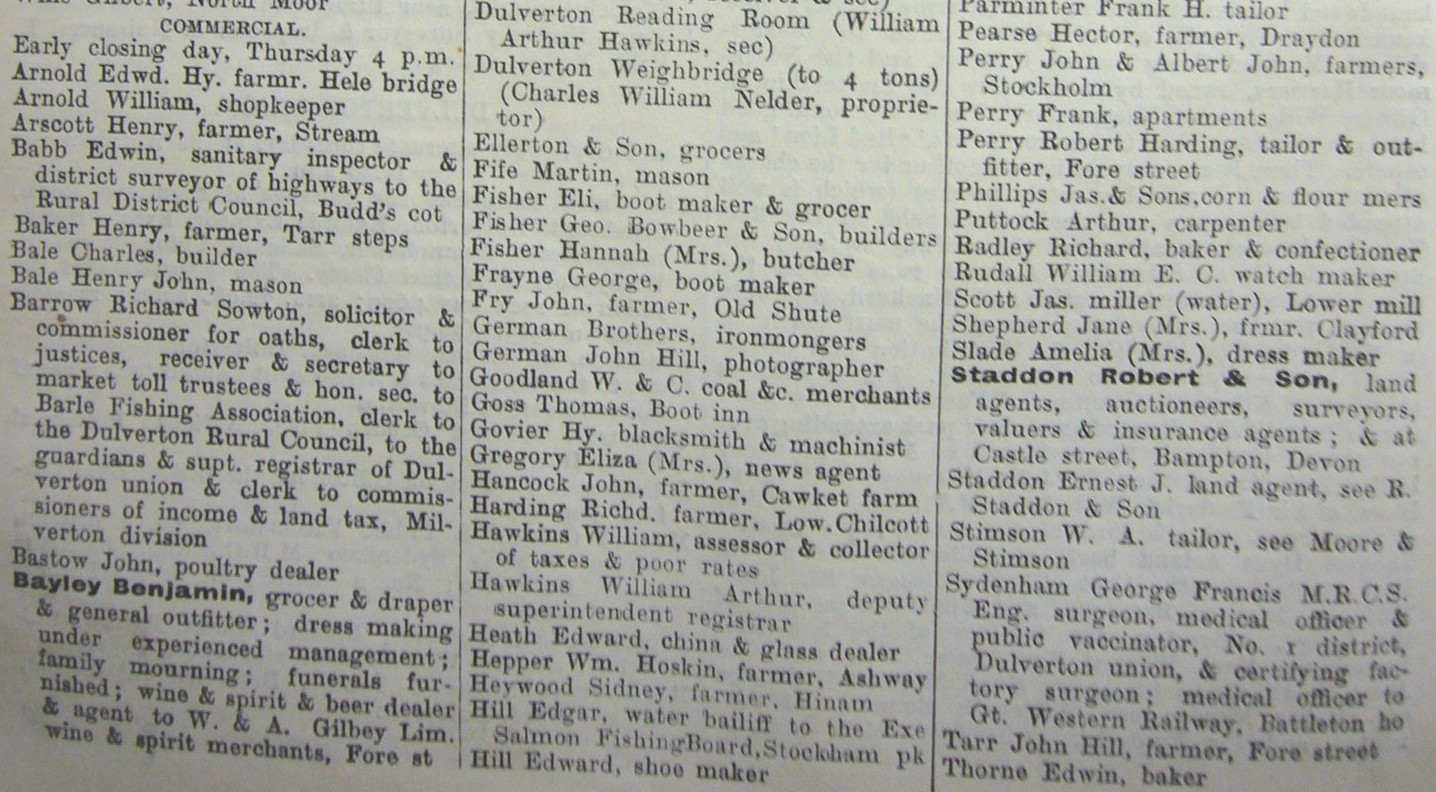 North Moor
COMMERCIAL.
Early closing day, Thursday 4 p.m.
Arnold Edwd. Hy. farmr. Hele bridge
Arnold William, shopkeeper
Arscott Henry, farmer, Stream
Babb Edwin, sanitary inspector &
district surveyor of highways to the
Rural District Council, Budd's cot
Baker Henry, farmer, Tarr steps
Bale Charles, builder
Bale Henry John, mason
Barrow Richard Sowton, solicitor &
commissioner for oaths, clerk to
justices, receiver & secretary to
market toll trustees & hon. sec. to
Barle Fishing Association, clerk to
the Dulverton Rural Council, to the
guardians & supt. registrar of Dul-
verton union & clerk to commis-
sioners of income & land tax, Mil-
verton division
Bastow John, poultry dealer
Bayley Benjamin, grocer & draper
& general outfitter; dress making
under experienced management;
family mourning; funerals fur-
nished; wine & spirit & beer dealer
& agent to W. & A. Gilbey Lim.
wine & spirit merchants, Fore st
Dulverton Reading Room (William
Arthur Hawkins, sec)
Dulverton Weighbridge (to 4 tons)
(Charles William Nelder, proprie-
tor)
Ellerton & Son, grocers
Fife Martin, mason
Fisher Eli, boot maker & grocer
Fisher Geo. Bowbeer & Son, builders
Fisher Hannah (Mrs.), butcher
Frayne George, boot maker
Fry John, farmer, Old Shute
German Brothers, ironmongers
German John Hill, photographer
Goodland W. & C. coal &c. merchants
Goss Thomas, Boot inn
Govier Hy. blacksmith & machinist
Gregory Eliza (Mrs.), news agent
Hancock John, farmer, Cawket farm
Harding Richd. farmer, Low. Chilcott
Hawkins William, assessor & collector
of taxes & poor rates
Hawkins William Arthur, deputy
superintendent registrar
Heath Edward, china & glass dealer
Hepper Wm. Hoskin, farmer, Ashway
Heywood Sidney, farmer, Hinam
Hill Edgar, water bailiff to the Exe
Salmon FishingBoard,Stockham pk
Hill Edward, shoe maker
Parminter Frank H. tailor
Pearse Hector, farmer, Draydon
Perry John & Albert John, farmers,
Stockholm
Perry Frank, apartments
Perry Robert Harding, tailor & out-
fitter, Fore street
Phillips Jas.& Sons,corn & flour mers
Puttock Arthur, carpenter
Radley Richard, baker & confectioner
Rudall William E. C. watch maker
Scott Jas. miller (water), Lower mill
Shepherd Jane (Mrs.), frmr. Clayford
Slade Amelia (Mrs.), dress maker
Staddon Robert & Son, land
agents, auctioneers, surveyors,
valuers & insurance agents; & at
Castle street, Bampton, Devon
Staddon Ernest J. land agent, see R.
Staddon & Son
Stimson W. A. tailor, see Moore &
Stimson
Sydenham George Francis M.R.C.S.
Eng. surgeon, medical officer &
public vaccinator, No. 1 district,
Dulverton union, & certifying fac-
tory surgeon; medical officer to
Gt. Western Railway, Battleton ho
Tarr John Hill, farmer, Fore street
Thorne Edwin, baker